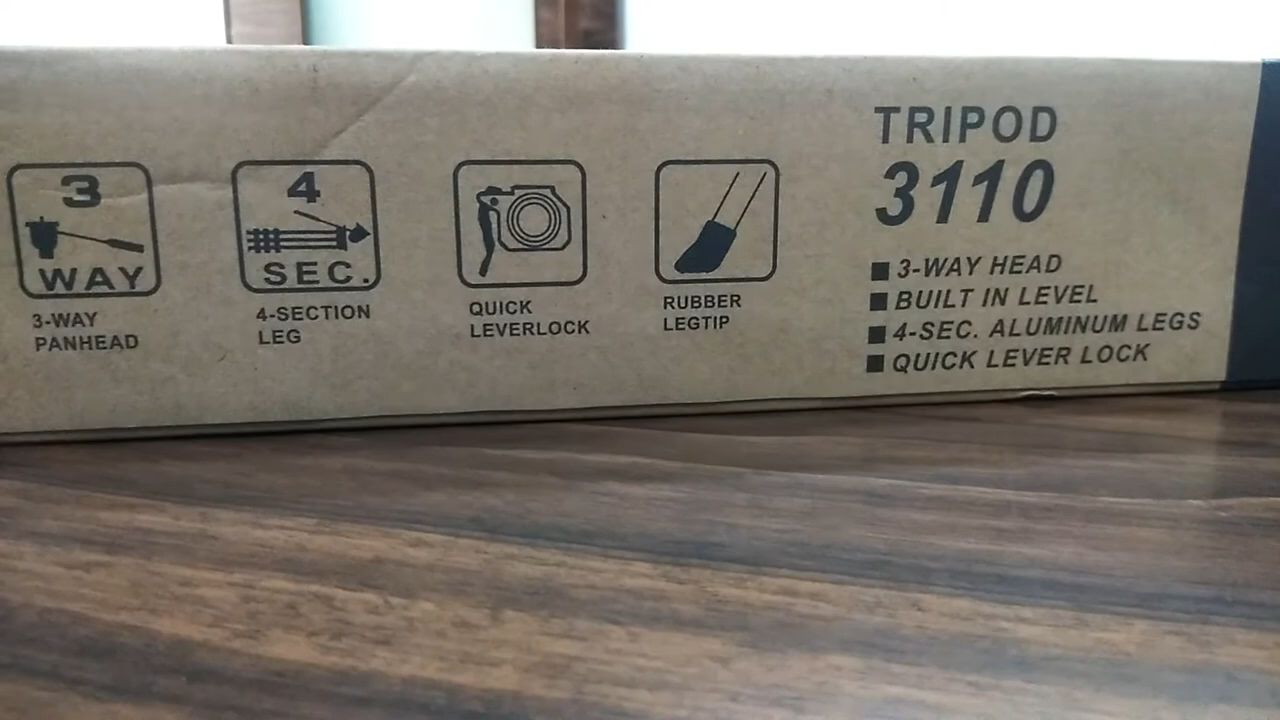 3
WAY
3-WAY
PANHEAD
4
SEC.
4-SECTION
LEG
QUICK
LEVERLOCK
RUBBER
LEGTIP
TRIPOD
3110
3-WAY HEAD
BUILT IN LEVEL
4-SEC. ALUMINUM LEGS
QUICK LEVER LOCK